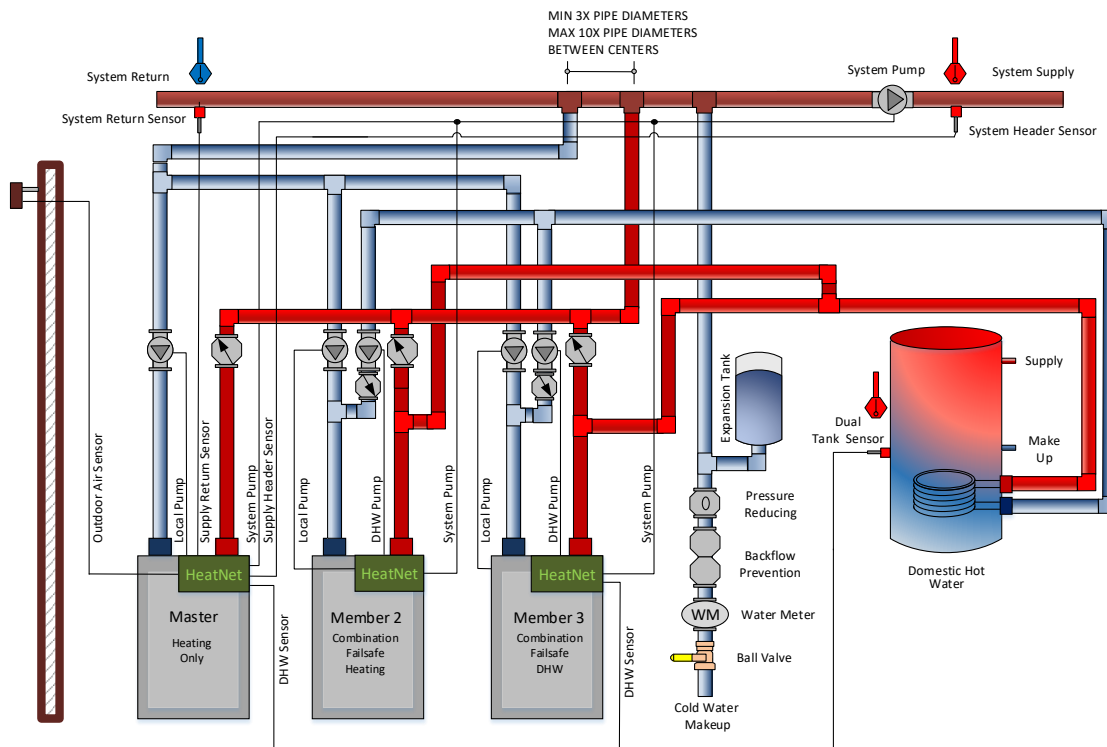 MIN 3X PIPE DIAMETERS
MAX 10X PIPE DIAMETERS
BETWEEN CENTERS
System Return
System Pump
System Supply
System Return Sensor
System Header Sensor
Expansion Tank
Supply
Dual
Tank Sensor
Make
Up
Outdoor Air Sensor
Local Pump
Supply Return Sensor
System Pump
Supply Header Sensor
Local Pump
DHW Pump
System Pump
Local Pump
DHW Pump
System Pump
Pressure
Reducing
Backflow
Prevention
Domestic Hot
Water
HeatNet
HeatNet
HeatNet
Master
Heating
Only
Member 2
Combination
Failsafe
Heating
Member 3
Combination
Failsafe
DHW
WM
Water Meter
DHW Sensor
DHW Sensor
Ball Valve
Cold Water
Makeup